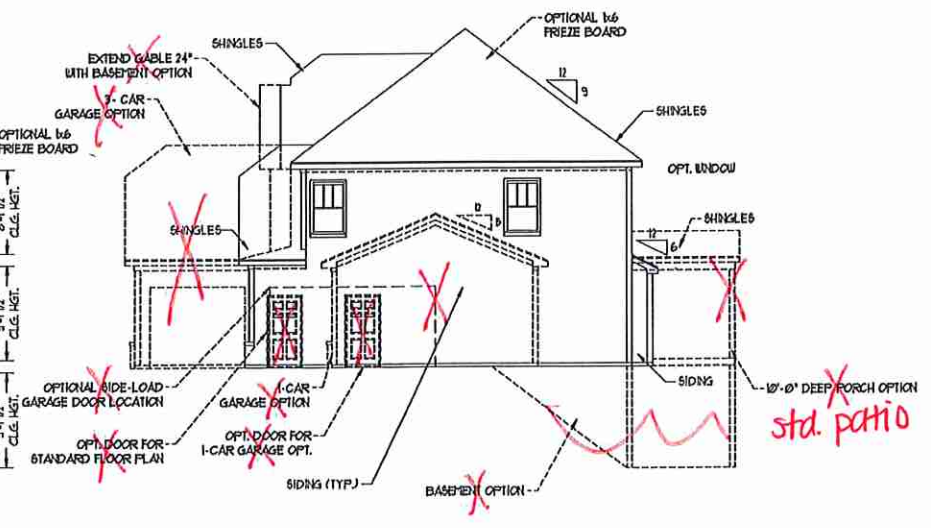 OPTIONAL 1x6
FRIEZE BOARD
SHINGLES
EXTEND GABLE 24"
WITH BASEMENT OPTION
12
9
3- CAR
GARAGE OPTION
SHINGLES
OPTIONAL 1x6
FRIEZE BOARD
OPT. WINDOW
CLG. HGT.
12
SHINGLES
SHINGLES
12
6
CLG. HGT.
OPTIONAL SIDE-LOAD
GARAGE DOOR LOCATION
1-CAR
GARAGE OPTION
SIDING
10'-0" DEEP PORCH OPTION
std. patio
CLG. HGT.
OPT. DOOR FOR
STANDARD FLOOR PLAN
OPT. DOOR FOR
1-CAR GARAGE OPT.
SIDING (TYP.)
BASEMENT OPTION